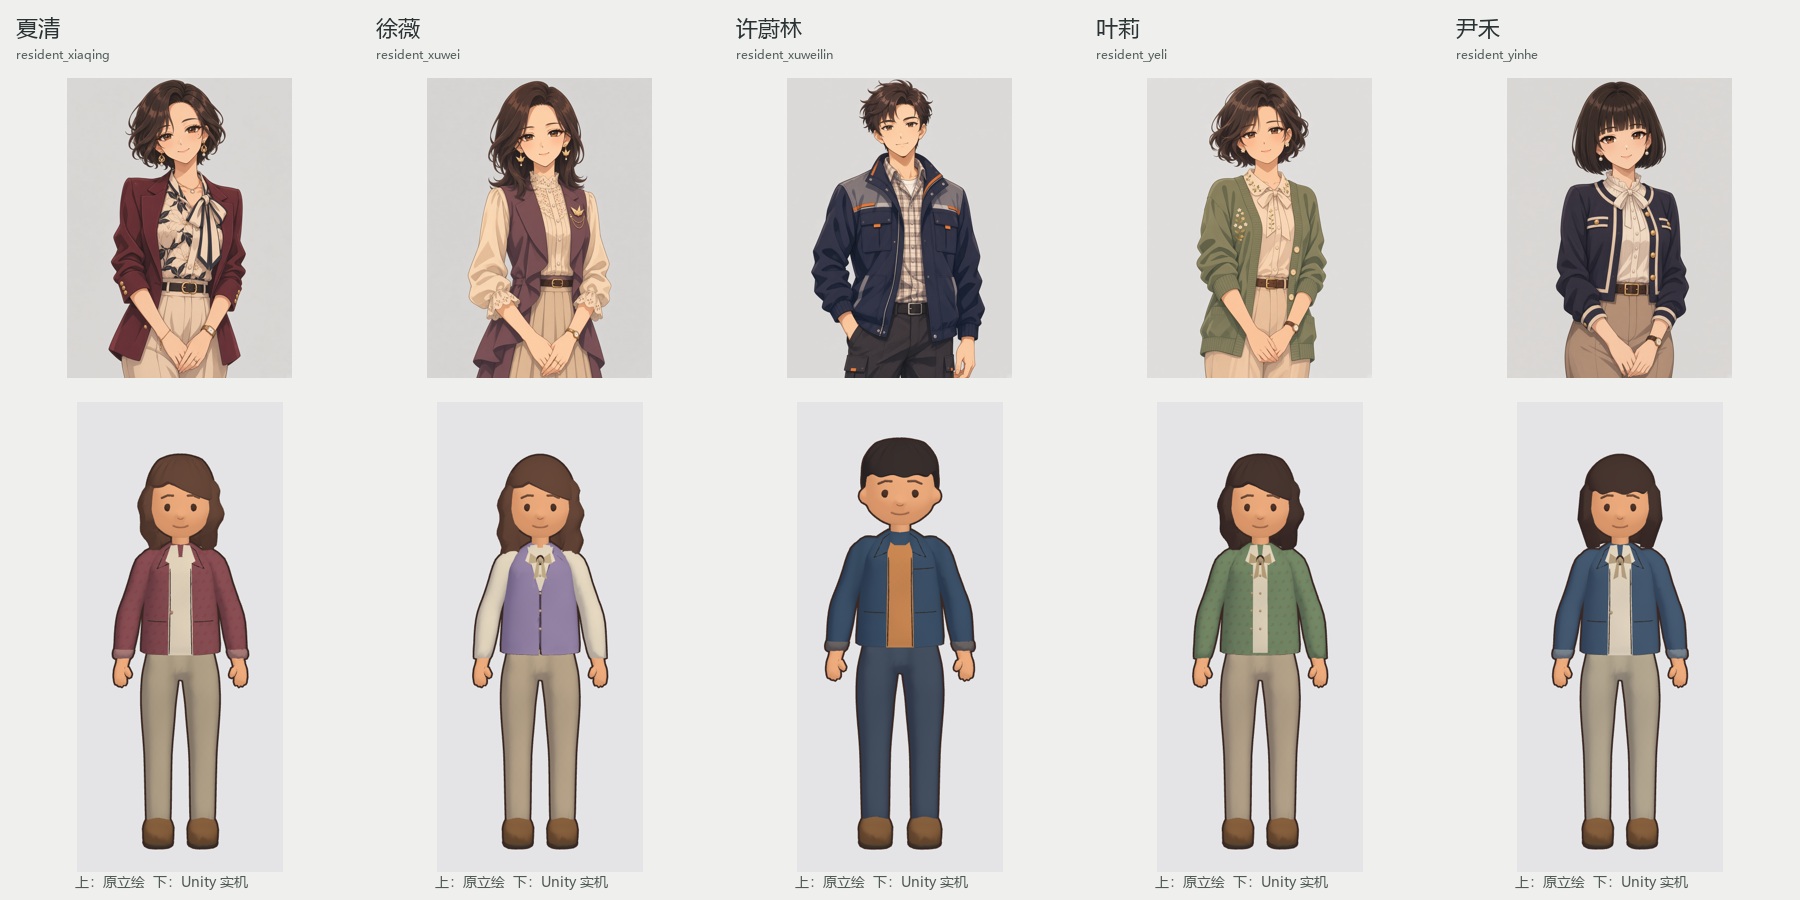 夏清
resident_xiaqing
徐薇
resident_xuwei
许蔚林
resident_xuweilin
叶莉
resident_yeli
尹禾
resident_yinhe
上：原立绘 下：Unity 实机
上：原立绘 下：Unity 实机
上：原立绘 下：Unity 实机
上：原立绘 下：Unity 实机
上：原立绘 下：Unity 实机